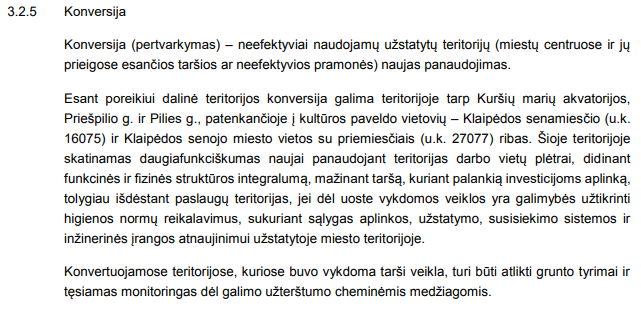 3.2.5 Konversija
Konversija (pertvarkymas) – neefektyviai naudojamų užstatytų teritorijų (miestų centruose ir jų
prieigose esančios taršios ar neefektyvios pramonės) naujas panaudojimas.
Esant poreikiui dalinė teritorijos konversija galima teritorijoje tarp Kuršių marių akvatorijos,
Priešpilio g. ir Pilies g., patenkančioje į kultūros paveldo vietovių – Klaipėdos senamiesčio (u.k.
16075) ir Klaipėdos senojo miesto vietos su priemiesčiais (u.k. 27077) ribas. Šioje teritorijoje
skatinamas daugiafunkciškumas naujai panaudojant teritorijas darbo vietų plėtrai, didinant
funkcinės ir fizinės struktūros integralumą, mažinant taršą, kuriant palankią investicijoms aplinką,
tolygiau išdėstant paslaugų teritorijas, jei dėl uoste vykdomos veiklos yra galimybės užtikrinti
higienos normų reikalavimus, sukuriant sąlygas aplinkos, užstatymo, susisiekimo sistemos ir
inžinerinės įrangos atnaujinimui užstatytoje miesto teritorijoje.
Konvertuojamose teritorijose, kuriose buvo vykdoma tarši veikla, turi būti atlikti grunto tyrimai ir
tęsiamas monitoringas dėl galimo užterštumo cheminėmis medžiagomis.